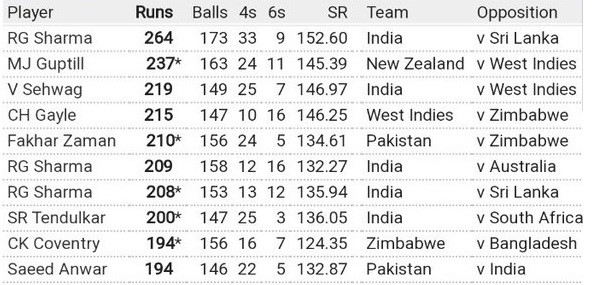 Player Runs Balls 4s 6s SR Team Opposition
RG Sharma 264 173 33 9 152.60 India v Sri Lanka
MJ Guptill 237* 163 24 11 145.39 New Zealand v West Indies
V Sehwag 219 149 25 7 146.97 India v West Indies
CH Gayle 215 147 10 16 146.25 West Indies v Zimbabwe
Fakhar Zaman 210* 156 24 5 134.61 Pakistan v Zimbabwe
RG Sharma 209 158 12 16 132.27 India v Australia
RG Sharma 208* 153 13 12 135.94 India v Sri Lanka
SR Tendulkar 200* 147 25 3 136.05 India v South Africa
CK Coventry 194* 156 16 7 124.35 Zimbabwe v Bangladesh
Saeed Anwar 194 146 22 5 132.87 Pakistan v India